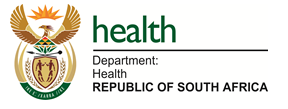 health
Department:
Health
REPUBLIC OF SOUTH AFRICA